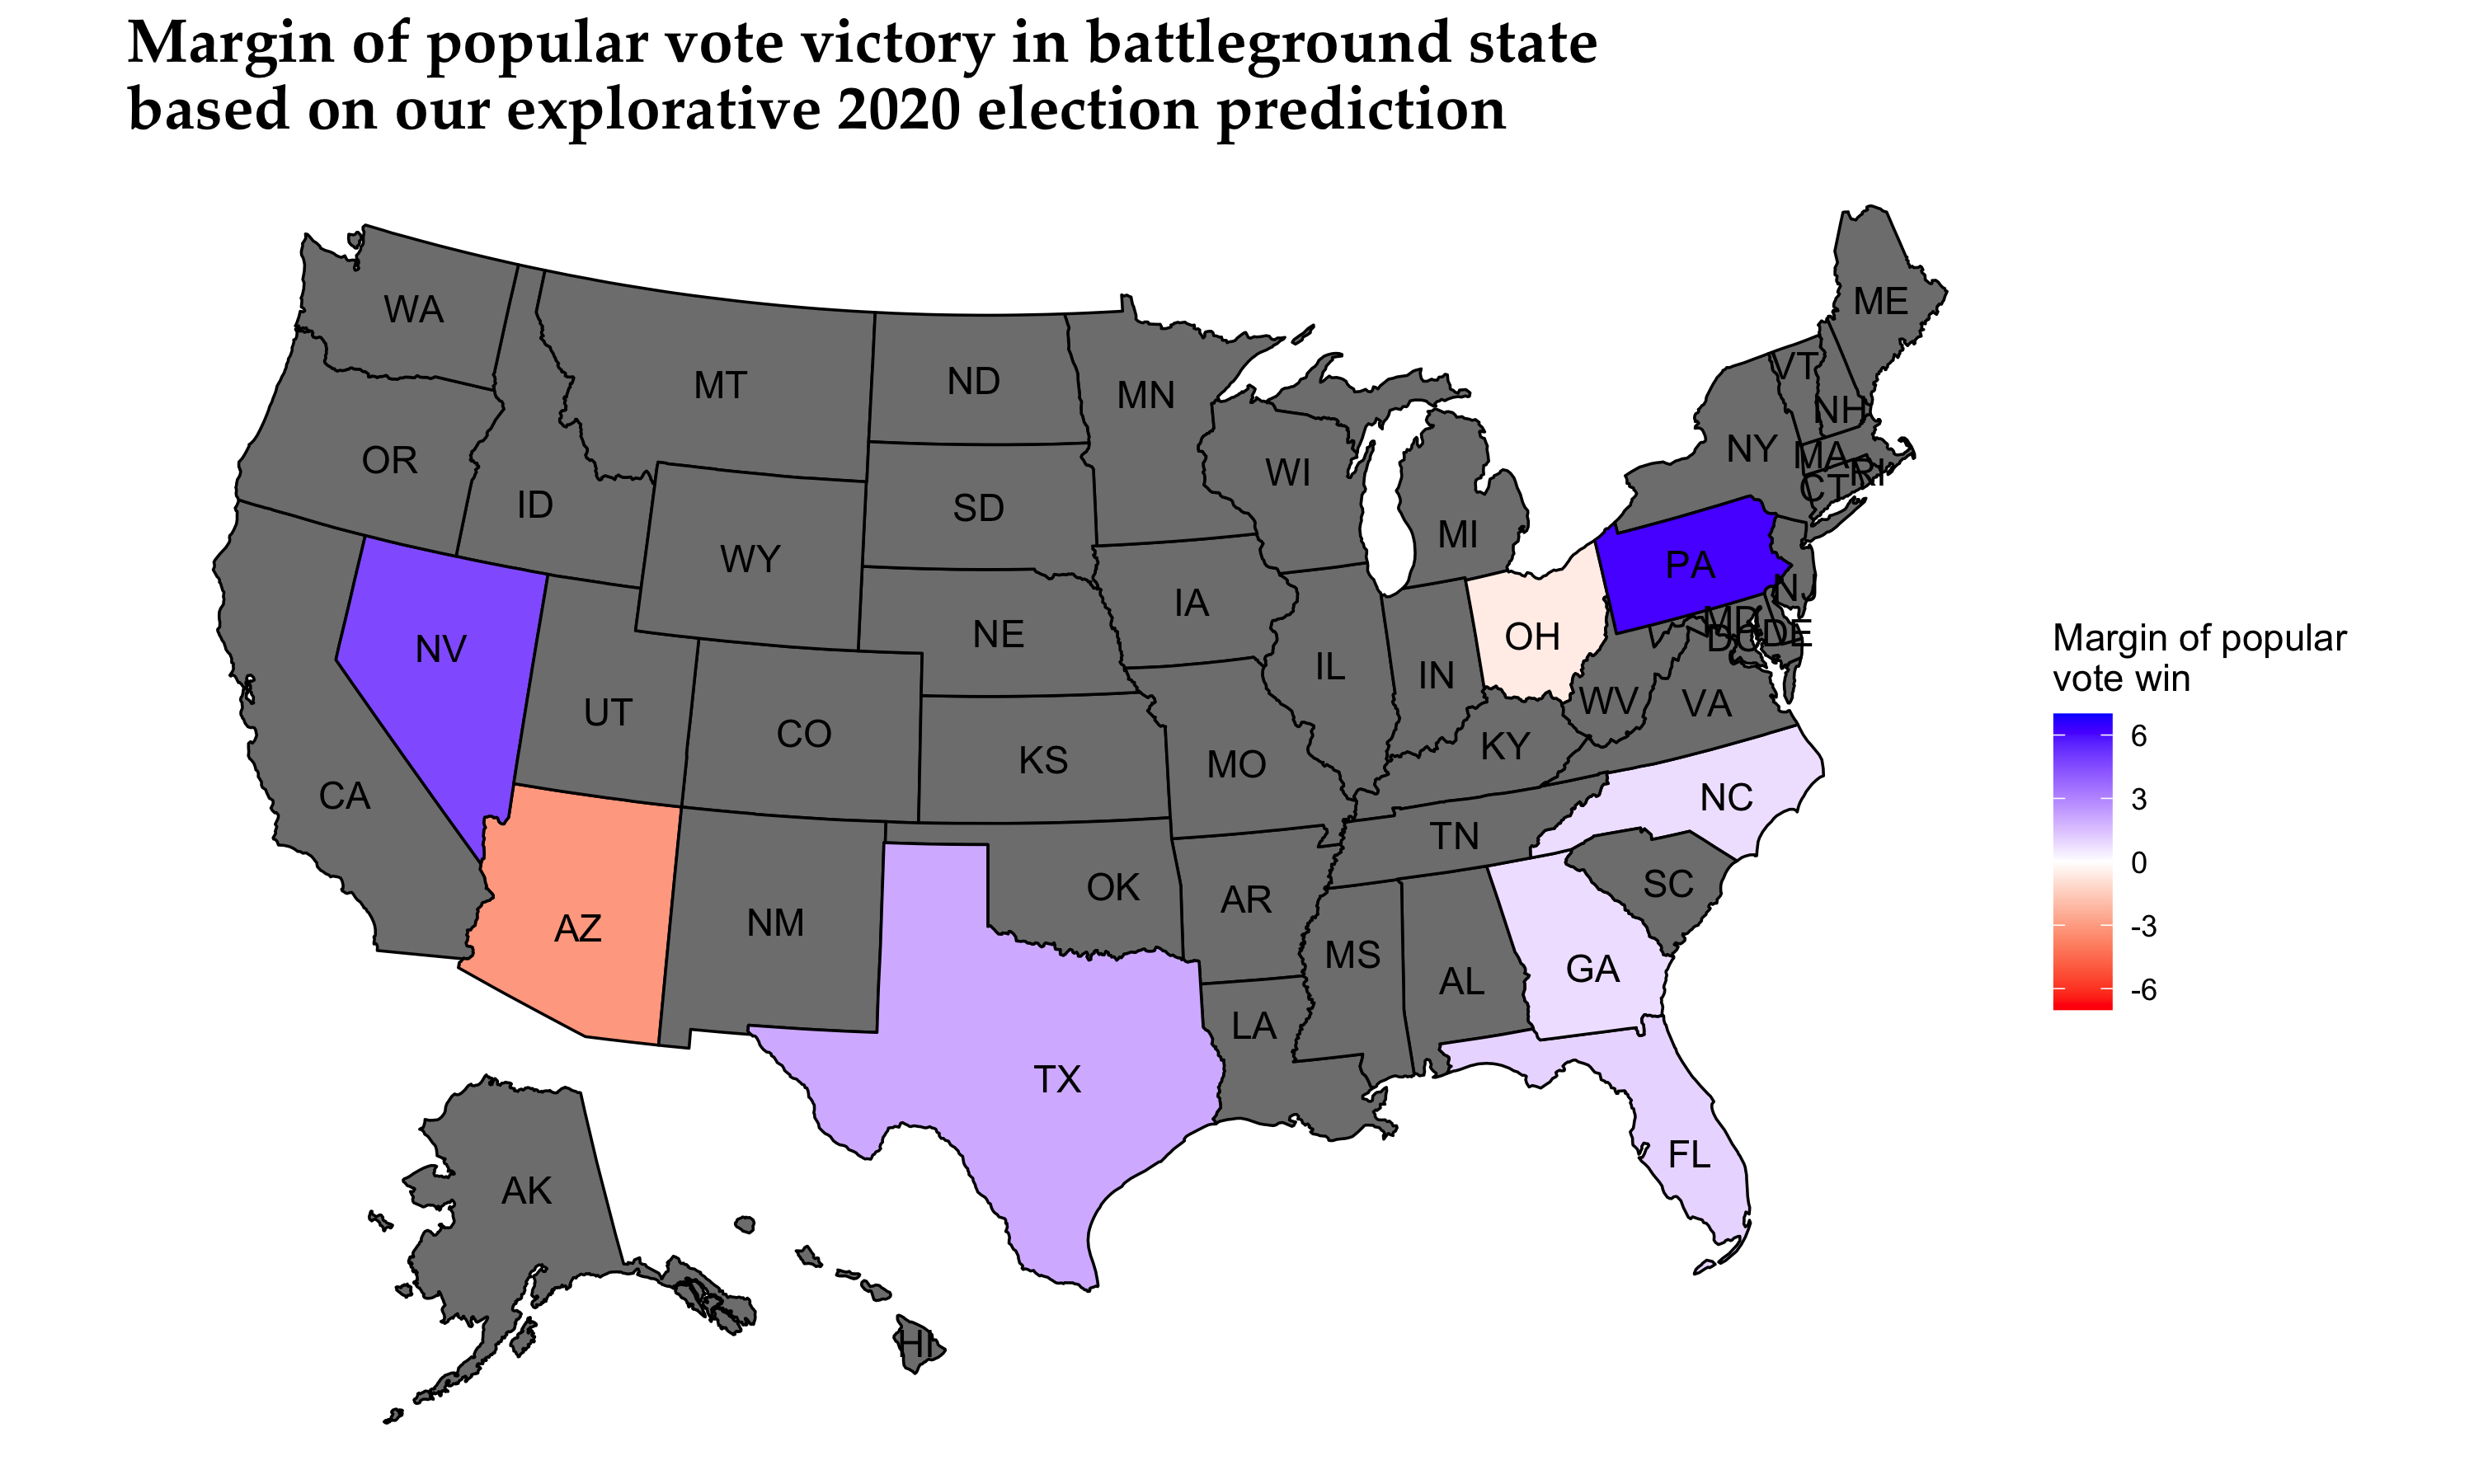 Margin of popular vote victory in battleground state
based on our explorative 2020 election prediction
WA
MT
ND
MN
ME
VT
NH
OR
ID
SD
WI
NY
MA
RI
CT
WY
MI
PA
NJ
NV
NE
IA
OH
MD
DE
DC
UT
CO
IL
IN
WV
VA
CA
KS
MO
KY
NC
TN
AZ
NM
OK
AR
SC
MS
AL
GA
LA
TX
FL
AK
HI
Margin of popular
vote win
6
3
0
-3
-6